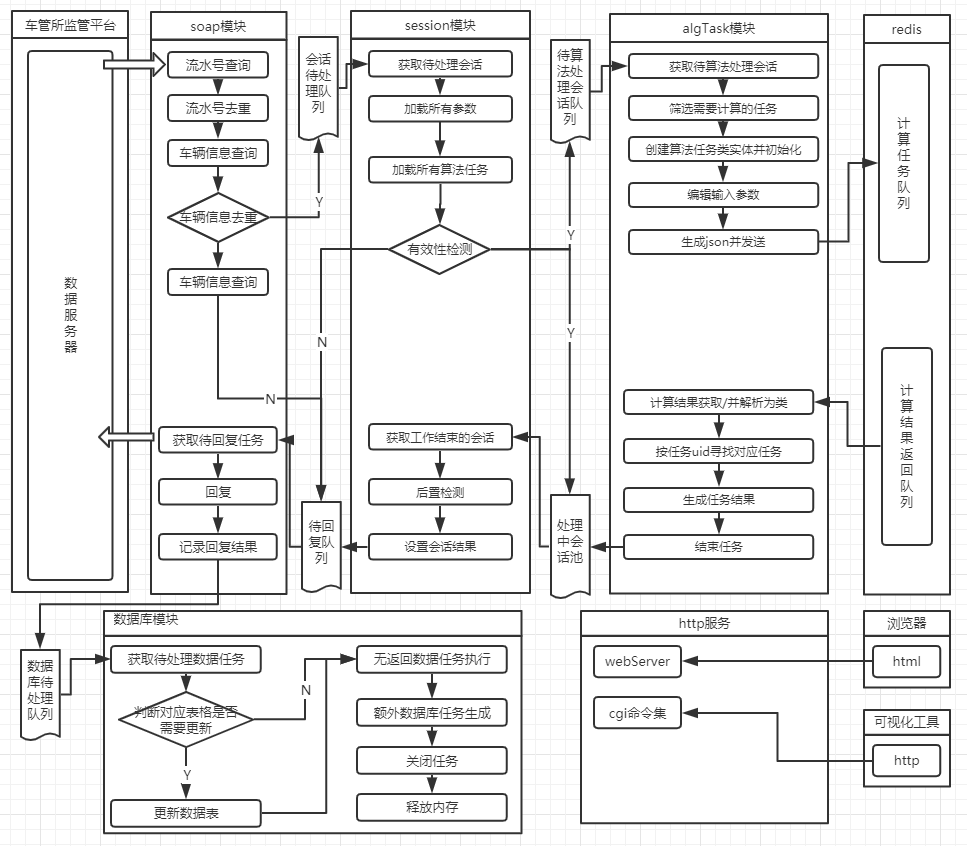 车管所监管平台
数
据
服
务
器
soap模块
流水号查询
流水号去重
车辆信息查询
车辆信息去重
Y
车辆信息查询
N
获取待回复任务
回复
记录回复结果
会话
待处
理队
列
session模块
获取待处理会话
加载所有参数
加载所有算法任务
有效性检测
Y
Y
N
获取工作结束的会话
后置检测
设置会话结果
待回
复队
列
待算
法处
理会
话队
列
处理
中会
话池
algTask模块
获取待算法处理会话
筛选需要计算的任务
创建算法任务类实体并初始化
编辑输入参数
生成json并发送
计算结果获取/并解析为类
按任务uid寻找对应任务
生成任务结果
结束任务
redis
计
算
任
务
队
列
计
算
结
果
返
回
队
列
数据
库待
处理
队列
数据库模块
获取待处理数据任务
判断对应表格是否
需要更新
N
Y
更新数据表
无返回数据任务执行
额外数据库任务生成
关闭任务
释放内存
http服务
webServer
cgi命令集
浏览器
html
可视化工具
http